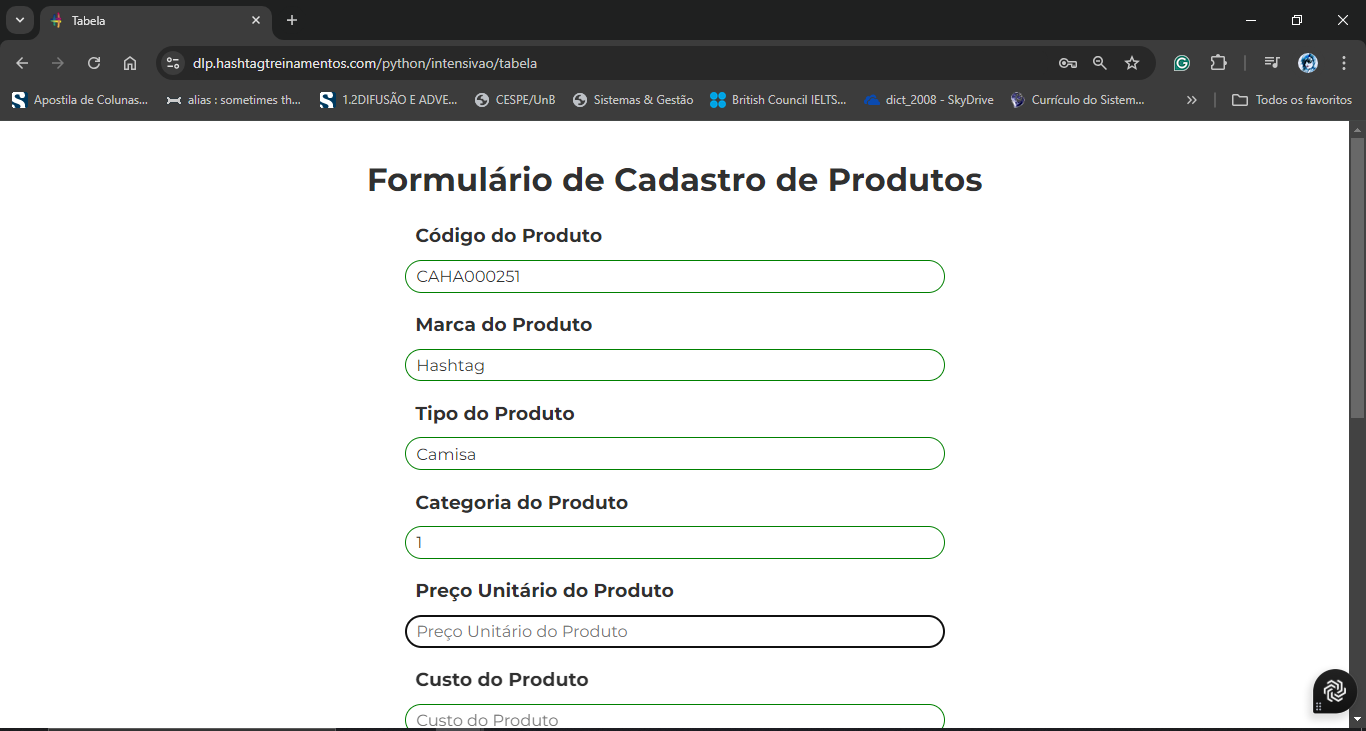 Tabela
dlp.hashtagtreinamentos.com/python/intensivao/tabela
Apostila de Colunas... alias : sometimes th... 1.2DIFUSÃO E ADVE... CESPE/UnB Sistemas & Gestão British Council IELTS... dict_2008 - SkyDrive Currículo do Sistem... Todos os favoritos
Formulário de Cadastro de Produtos
Código do Produto
CAHA000251
Marca do Produto
Hashtag
Tipo do Produto
Camisa
Categoria do Produto
1
Preço Unitário do Produto
Preço Unitário do Produto
Custo do Produto
Custo do Produto